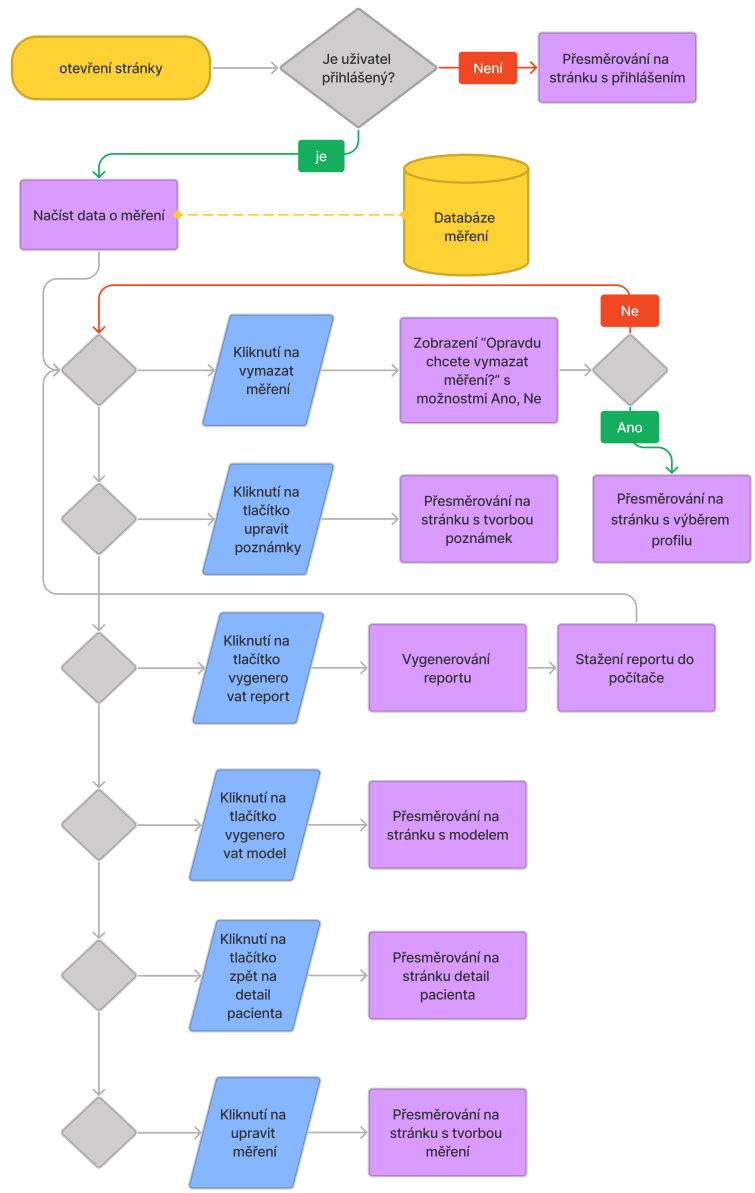 otevření stránky
Je uživatel
přihlášený?
Není
Přesměrování na
stránku s přihlášením
je
Načíst data o měření
Databáze
měření
Ne
Kliknutí na
vymazat
měření
Zobrazení "Opravdu
chcete vymazat
měření?" s
možnostmi Ano, Ne
Ano
Kliknutí na
tlačítko
upravit
poznámky
Přesměrování na
stránku s tvorbou
poznámek
Přesměrování na
stránku s výběrem
profilu
Kliknutí na
tlačítko
vygenero
vat report
Vygenerování
reportu
Stažení reportu do
počítače
Kliknutí na
tlačítko
vygenero
vat model
Přesměrování na
stránku s modelem
Kliknutí na
tlačítko
zpět na
detail
pacienta
Přesměrování na
stránku detail
pacienta
Kliknutí na
upravit
měření
Přesměrování na
stránku s tvorbou
měření